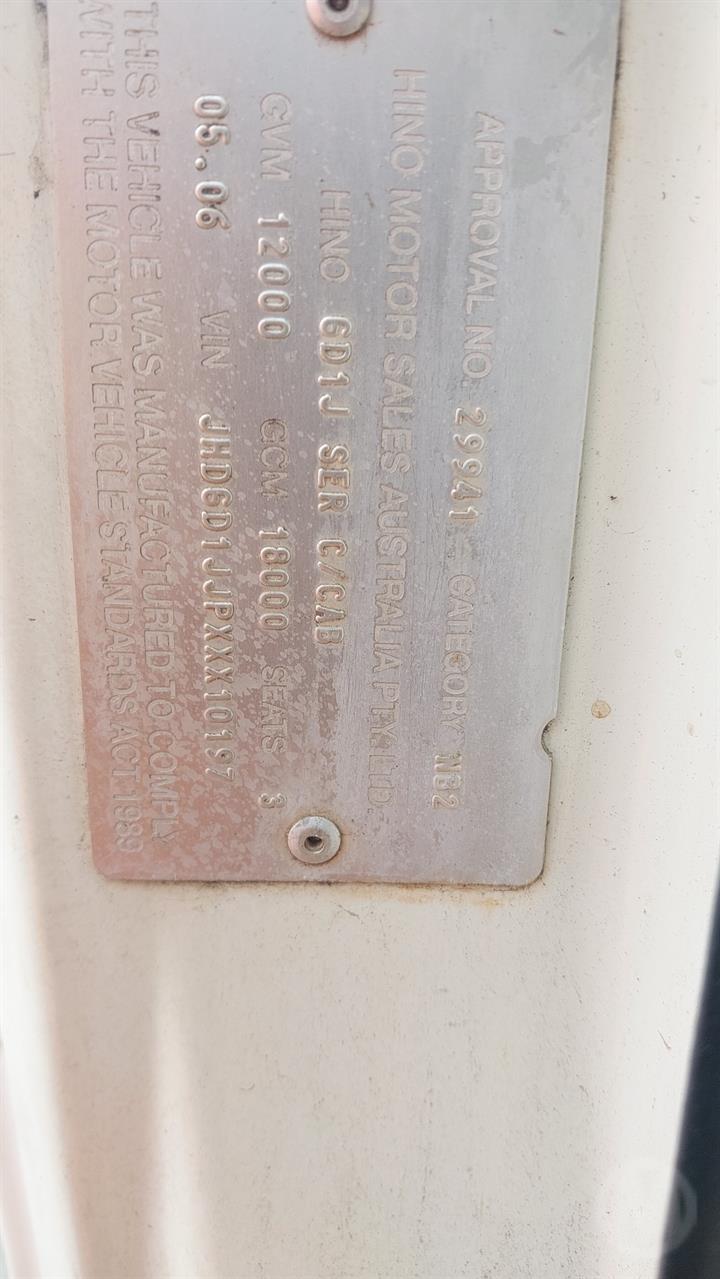 APPROVAL NO. 29941 CATEGORY NB2
HINO MOTOR SALES AUSTRALIA PTY. LTD.
HINO GD1J SER C/CAB
GVM 12000 GCM 18000 SEATS 3
05..06 VIN JHDGD1JJPXXX10197
THIS VEHICLE WAS MANUFACTURED TO COMPLY
WITH THE MOTOR VEHICLE STANDARDS ACT 1989